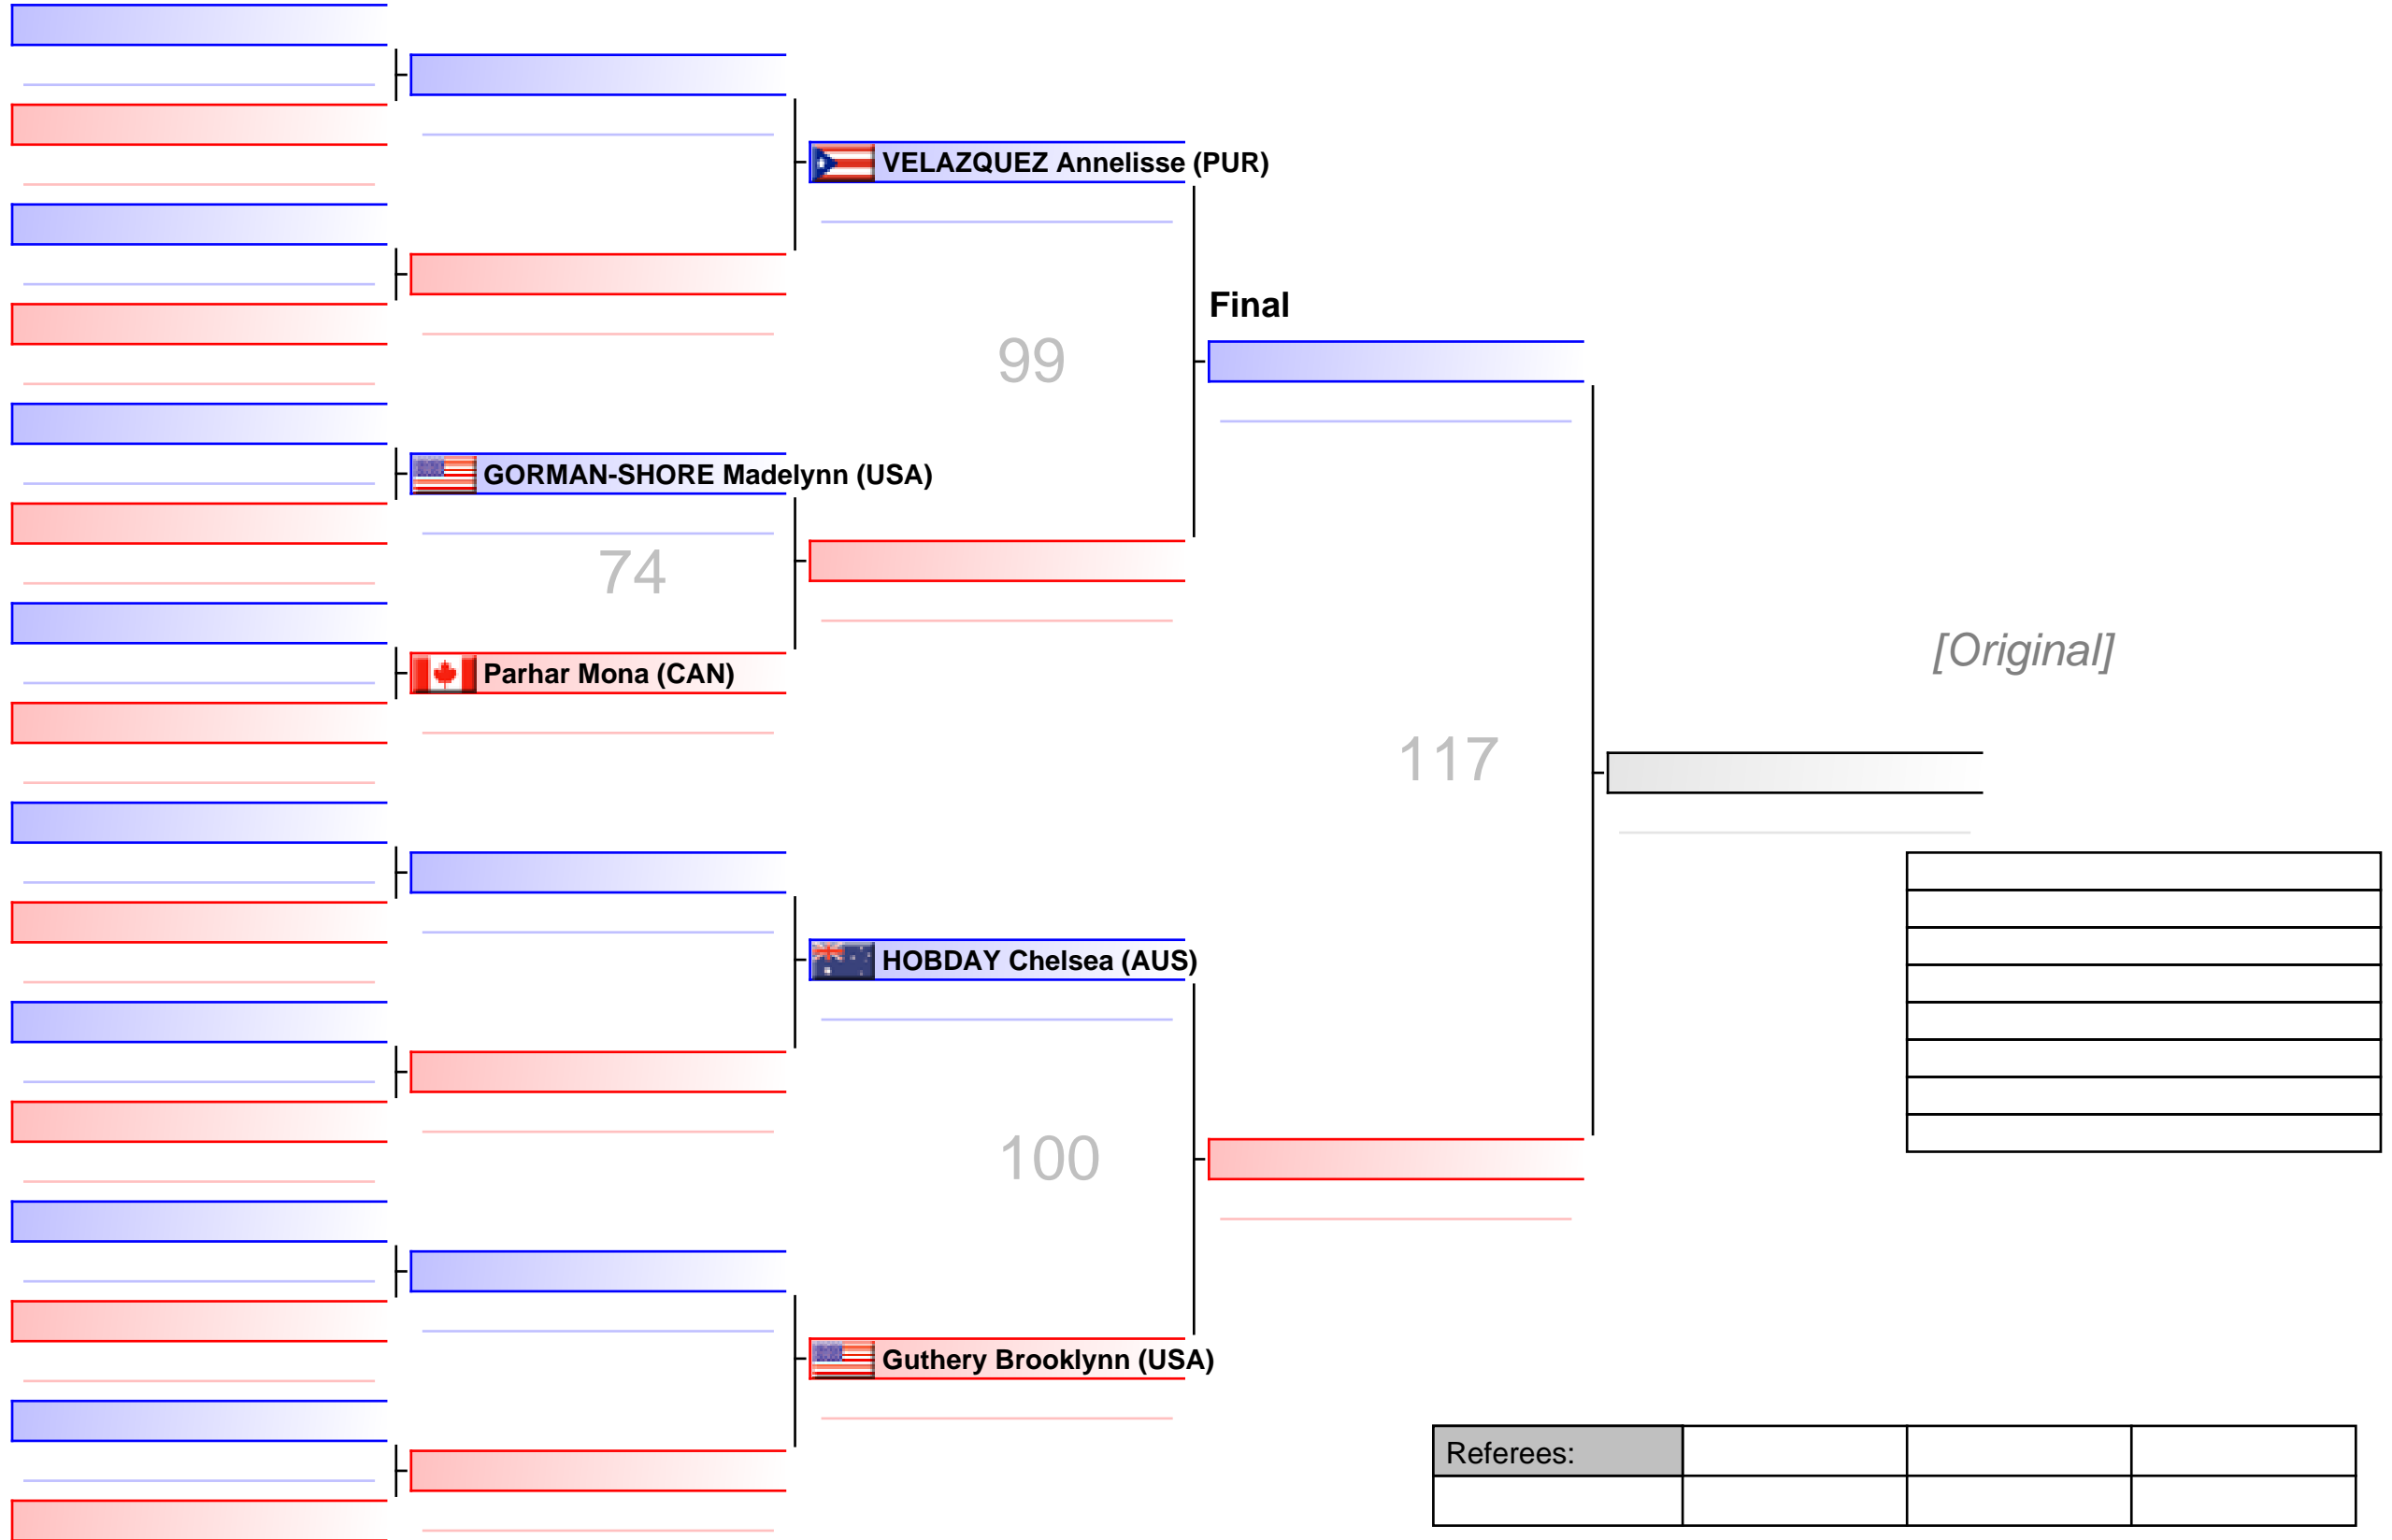 VELAZQUEZ Annelisse (PUR)
Final
99
GORMAN-SHORE Madelynn (USA)
74
[Original]
Parhar Mona (CAN)
117
HOBDAY Chelsea (AUS)
100
Guthery Brooklynn (USA)
Referees: